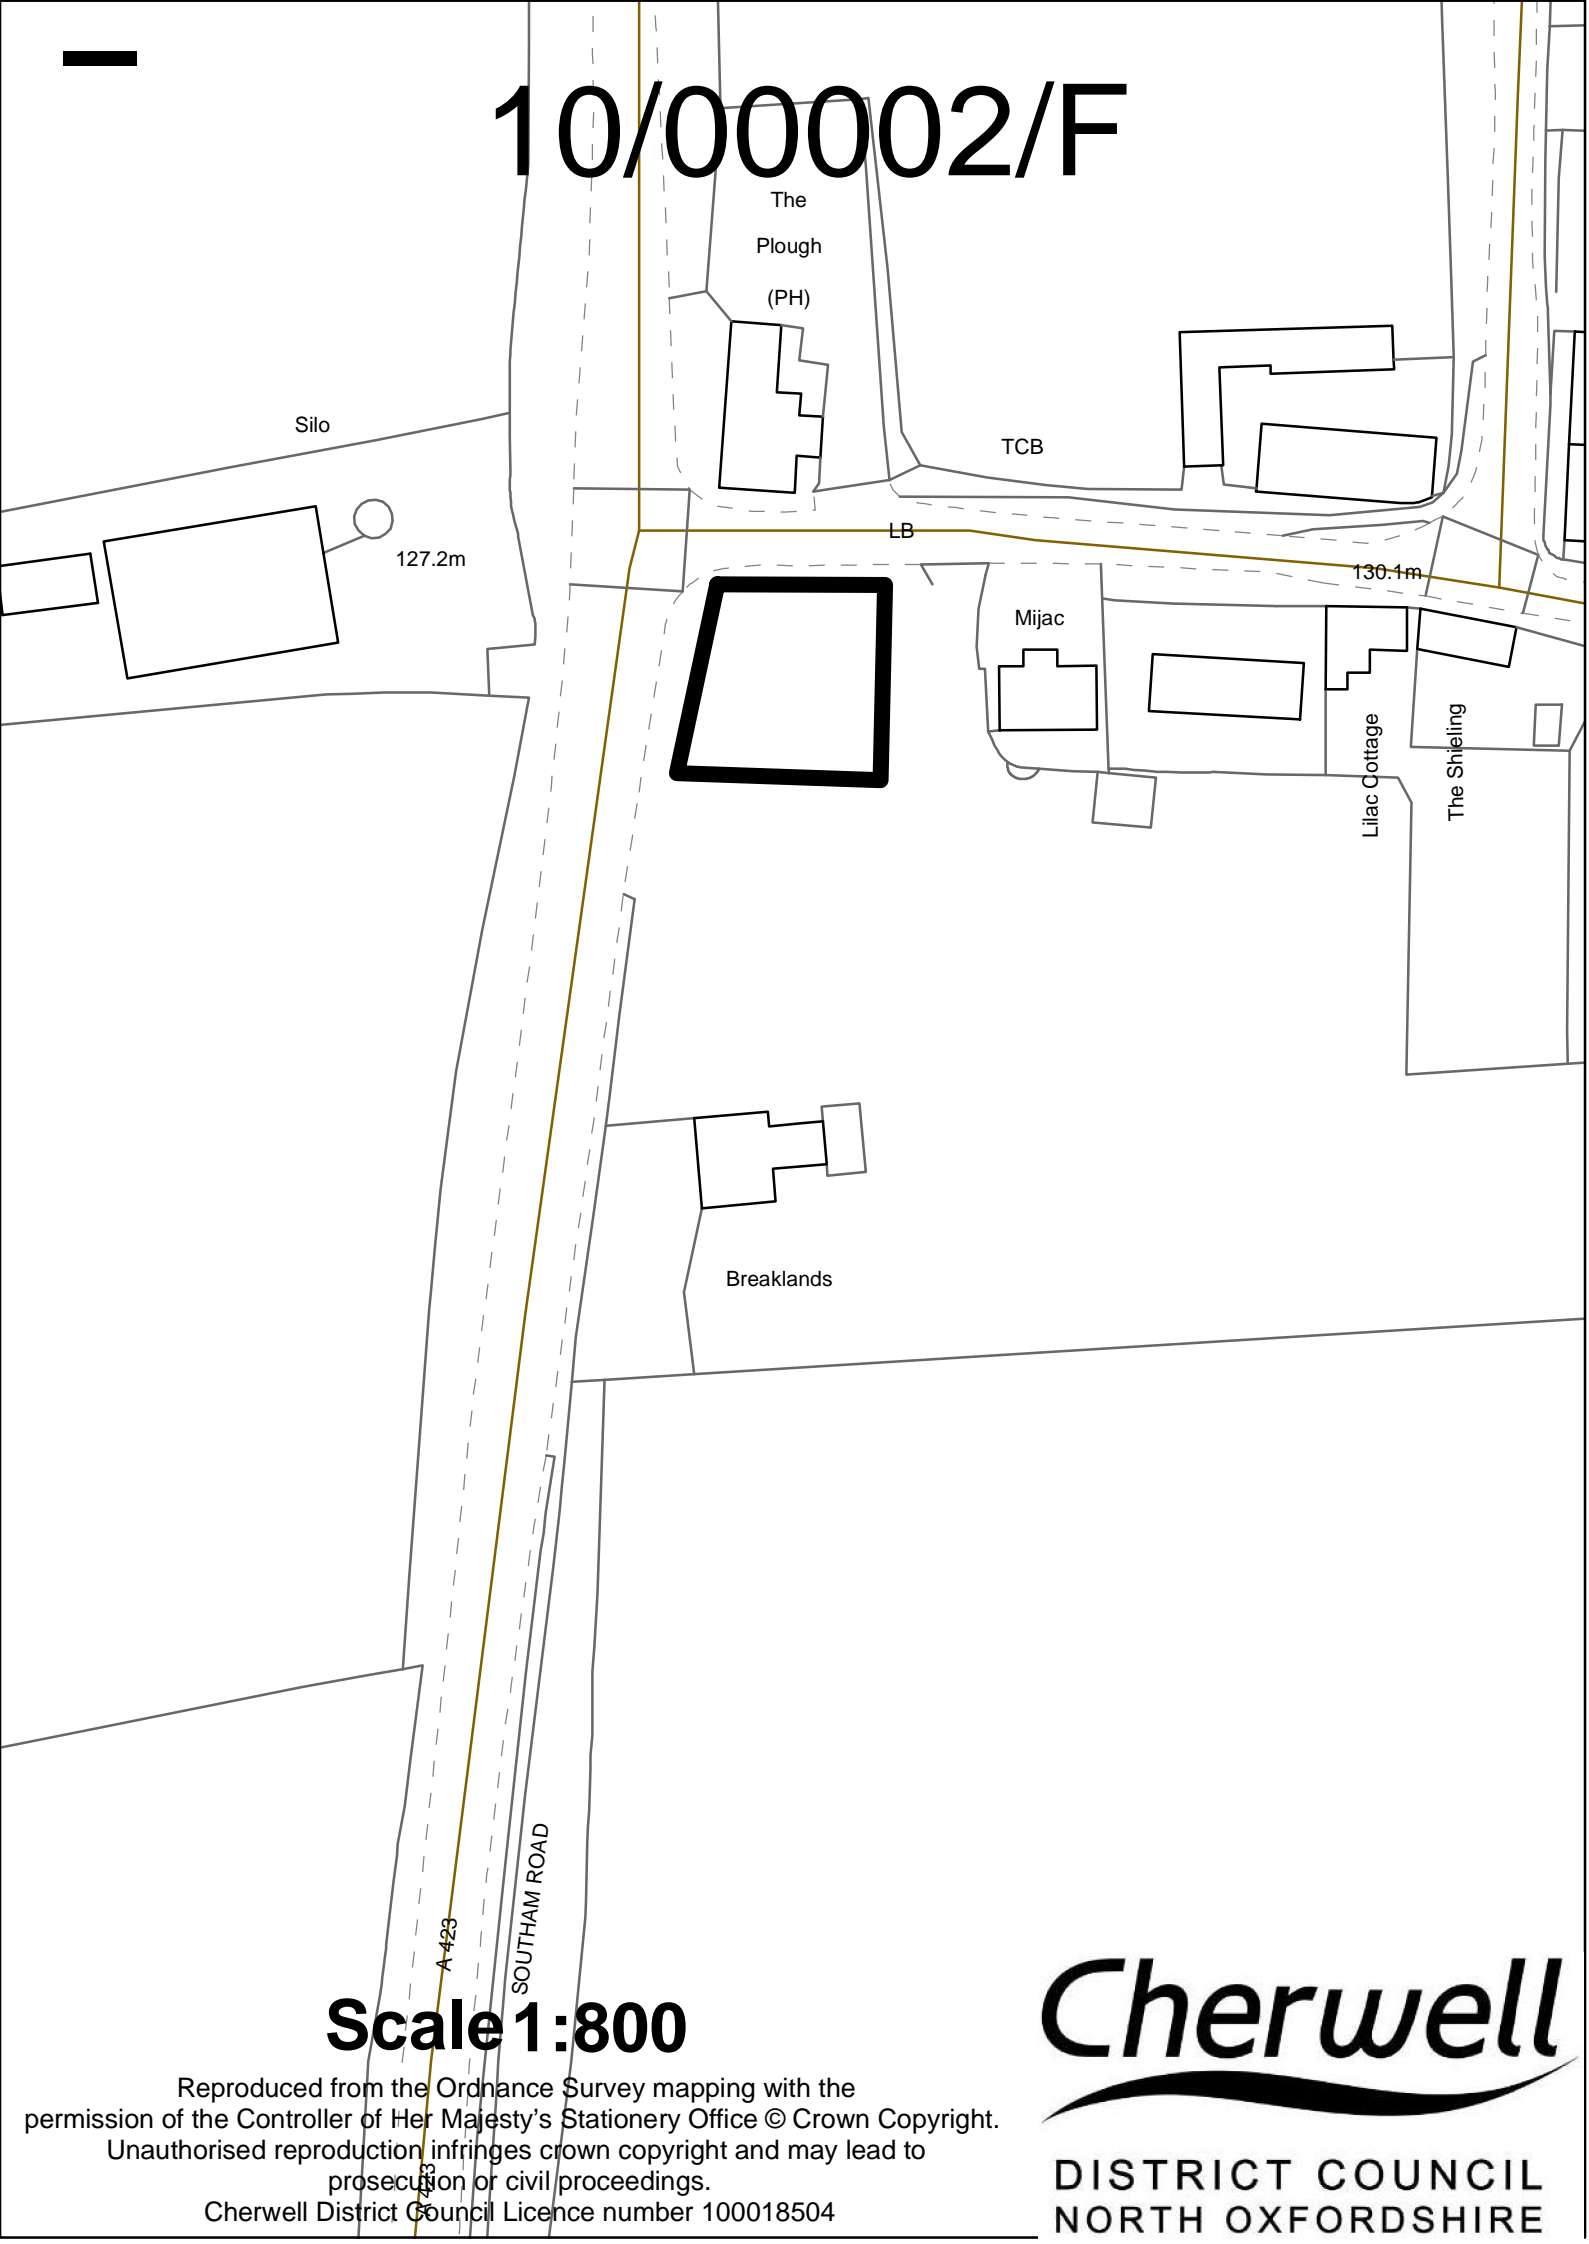 10/00002/F
The
Plough
(PH)
Silo
TCB
LB
127.2m
130.1m
Mijac
Lilac Cottage
The Shieling
Breaklands
SOUTHAM ROAD
A 423
Scale 1:800
Reproduced from the Ordnance Survey mapping with the
permission of the Controller of Her Majesty's Stationery Office © Crown Copyright.
Unauthorised reproduction infringes crown copyright and may lead to
prosecution or civil proceedings.
Cherwell District Council Licence number 100018504
A 423
Cherwell
DISTRICT COUNCIL
NORTH OXFORDSHIRE